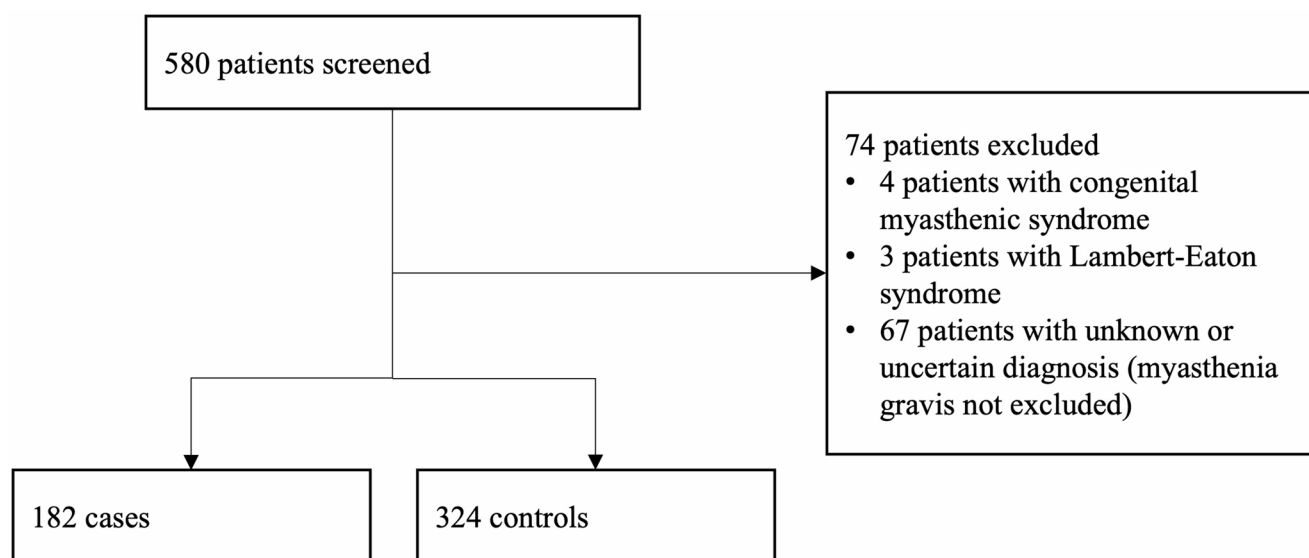 580 patients screened
74 patients excluded
• 4 patients with congenital
myasthenic syndrome
• 3 patients with Lambert-Eaton
syndrome
• 67 patients with unknown or
uncertain diagnosis (myasthenia
gravis not excluded)
182 cases
324 controls